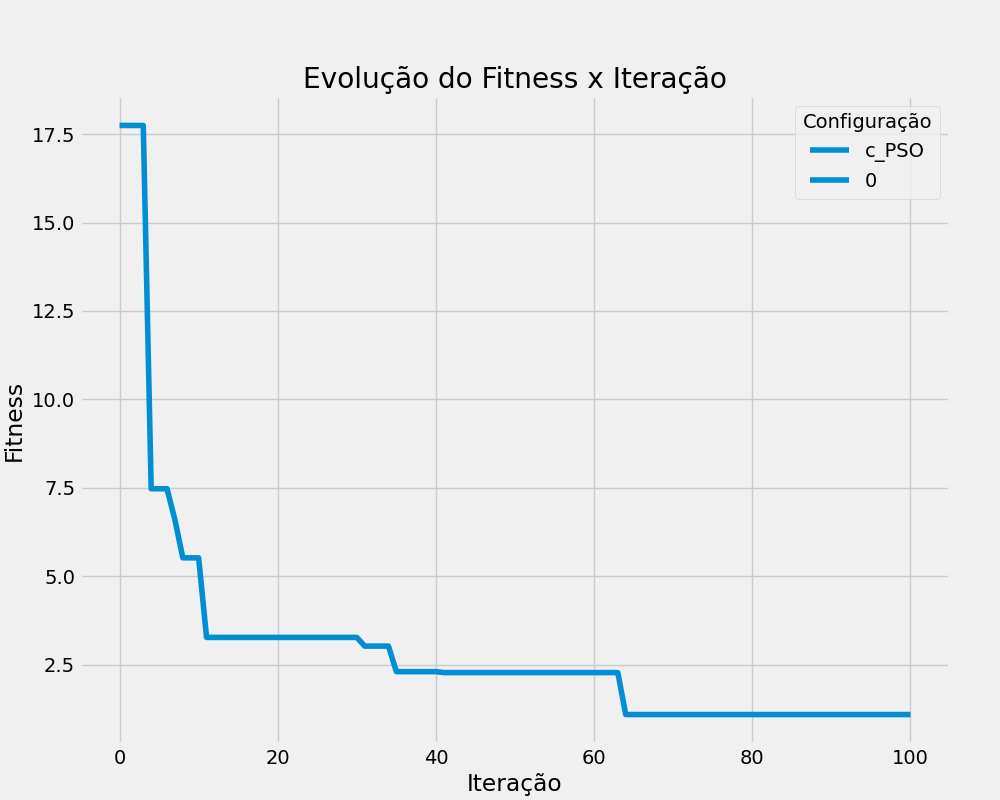 Evolução do Fitness x Iteração
Configuração
c_PSO
0
17.5
15.0
12.5
10.0
7.5
5.0
2.5
Fitness
0 20 40 60 80 100
Iteração